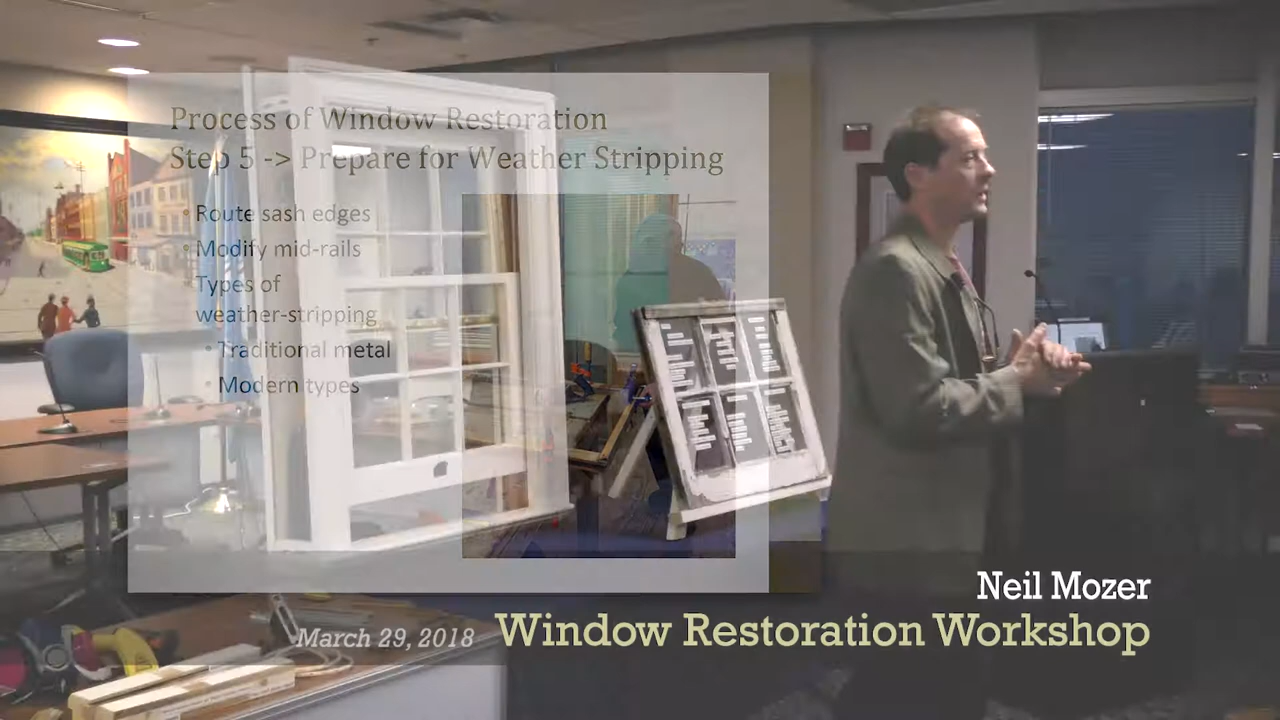 Process of Window Restoration
Step 5 -> Prepare for Weather Stripping
• Route sash edges
• Modify mid-rails
• Types of
weather-stripping
• Traditional metal
• Modern types
Neil Mozer
March 29, 2018 Window Restoration Workshop